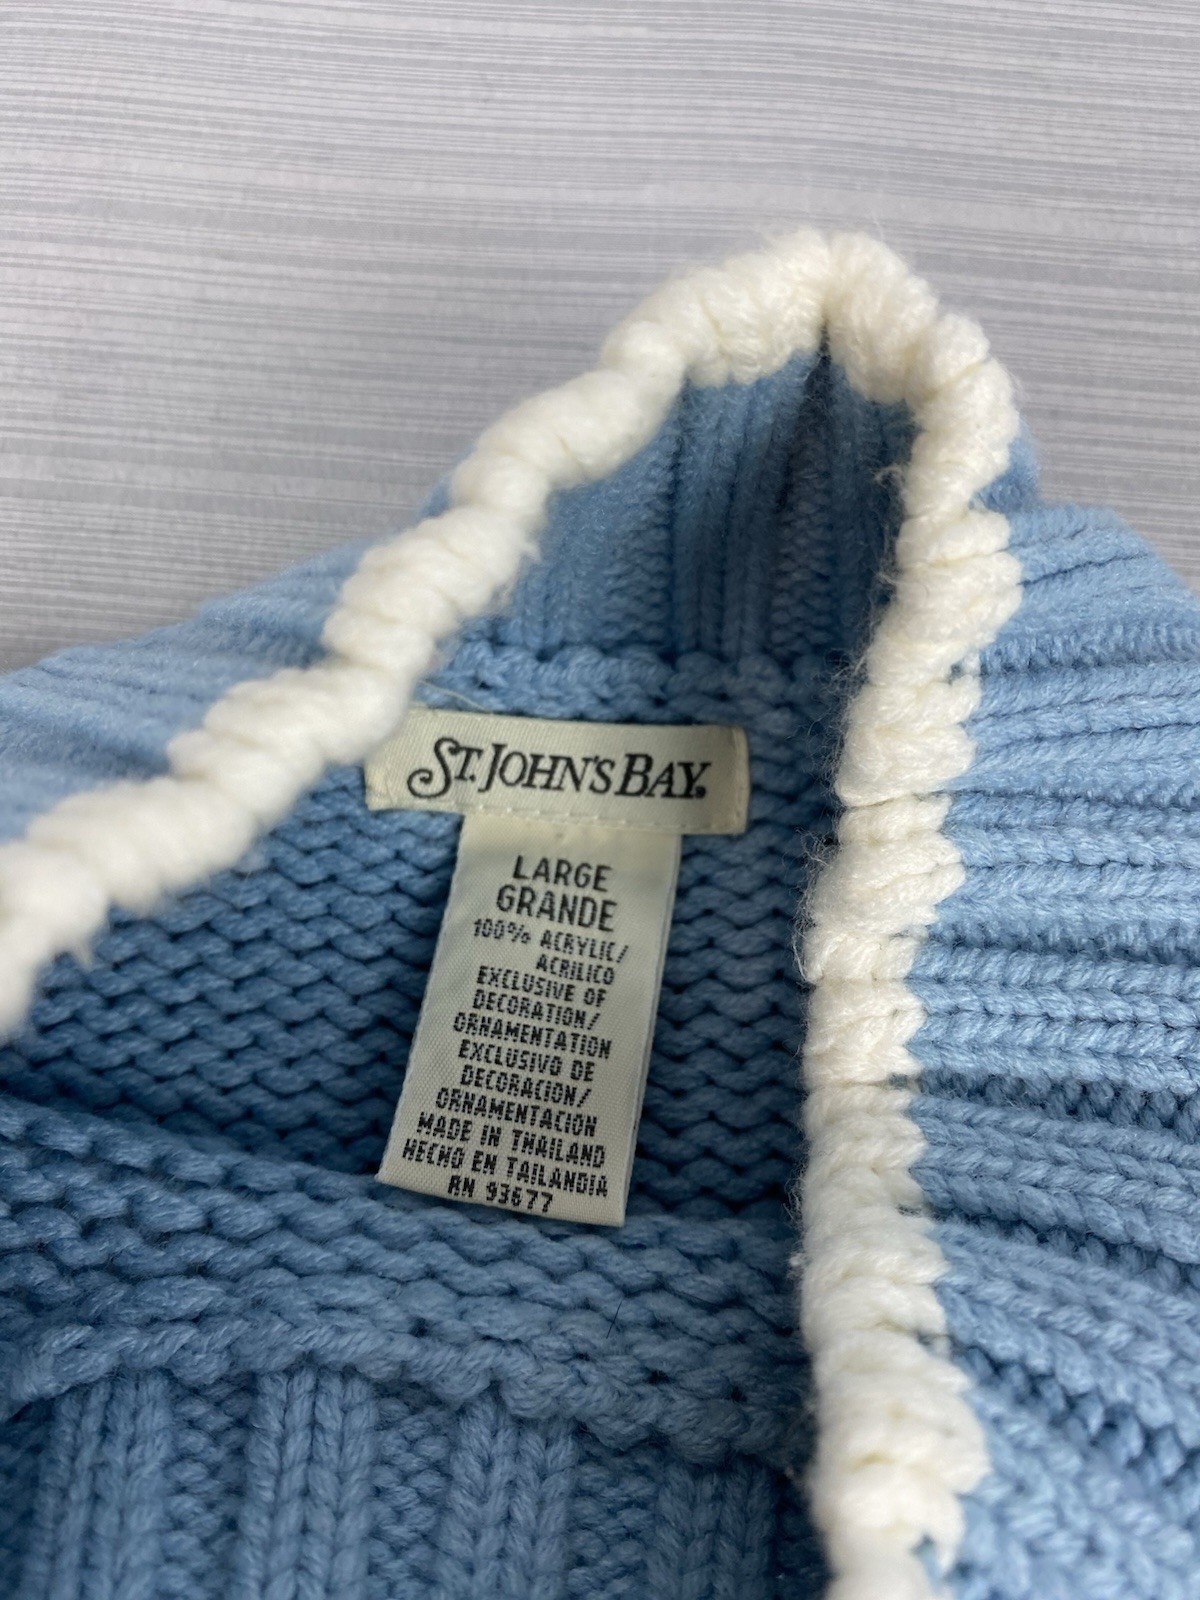 ST. JOHN'S BAY.
LARGE
GRANDE
100% ACRYLIC/
ACRILICO
EXCLUSIVE OF
DECORATION/
ORNAMENTATION
EXCLUSIVO DE
DECORACION/
ORNAMENTACION
MADE IN THAILAND
HECHO EN TAILANDIA
RN 93677